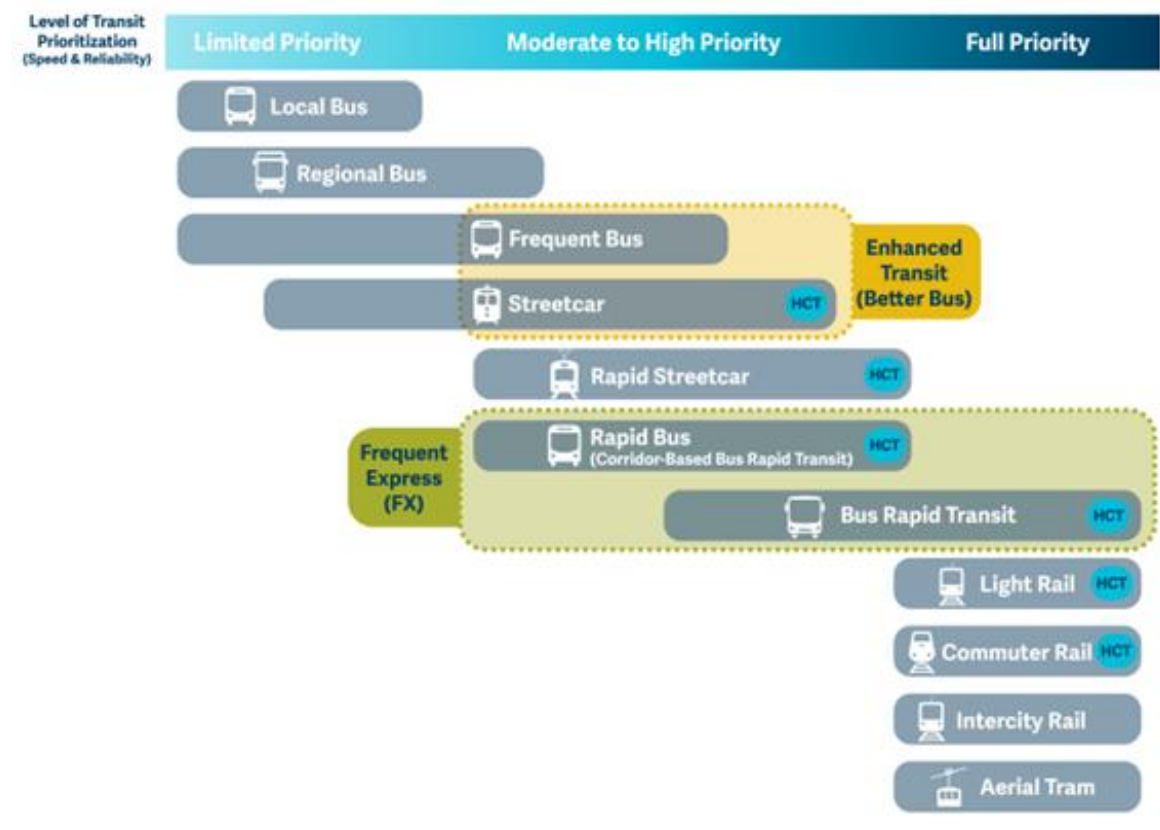 Level of Transit
Prioritization
(Speed & Reliability)
Limited Priority
Moderate to High Priority
Full Priority
Local Bus
Regional Bus
Frequent Bus
Enhanced
Transit
(Better Bus)
Streetcar
HCT
Rapid Streetcar
HCT
Frequent
Express
(FX)
Rapid Bus
(Corridor-Based Bus Rapid Transit)
HCT
Bus Rapid Transit
HCT
Light Rail
HCT
Commuter Rail
HCT
Intercity Rail
Aerial Tram